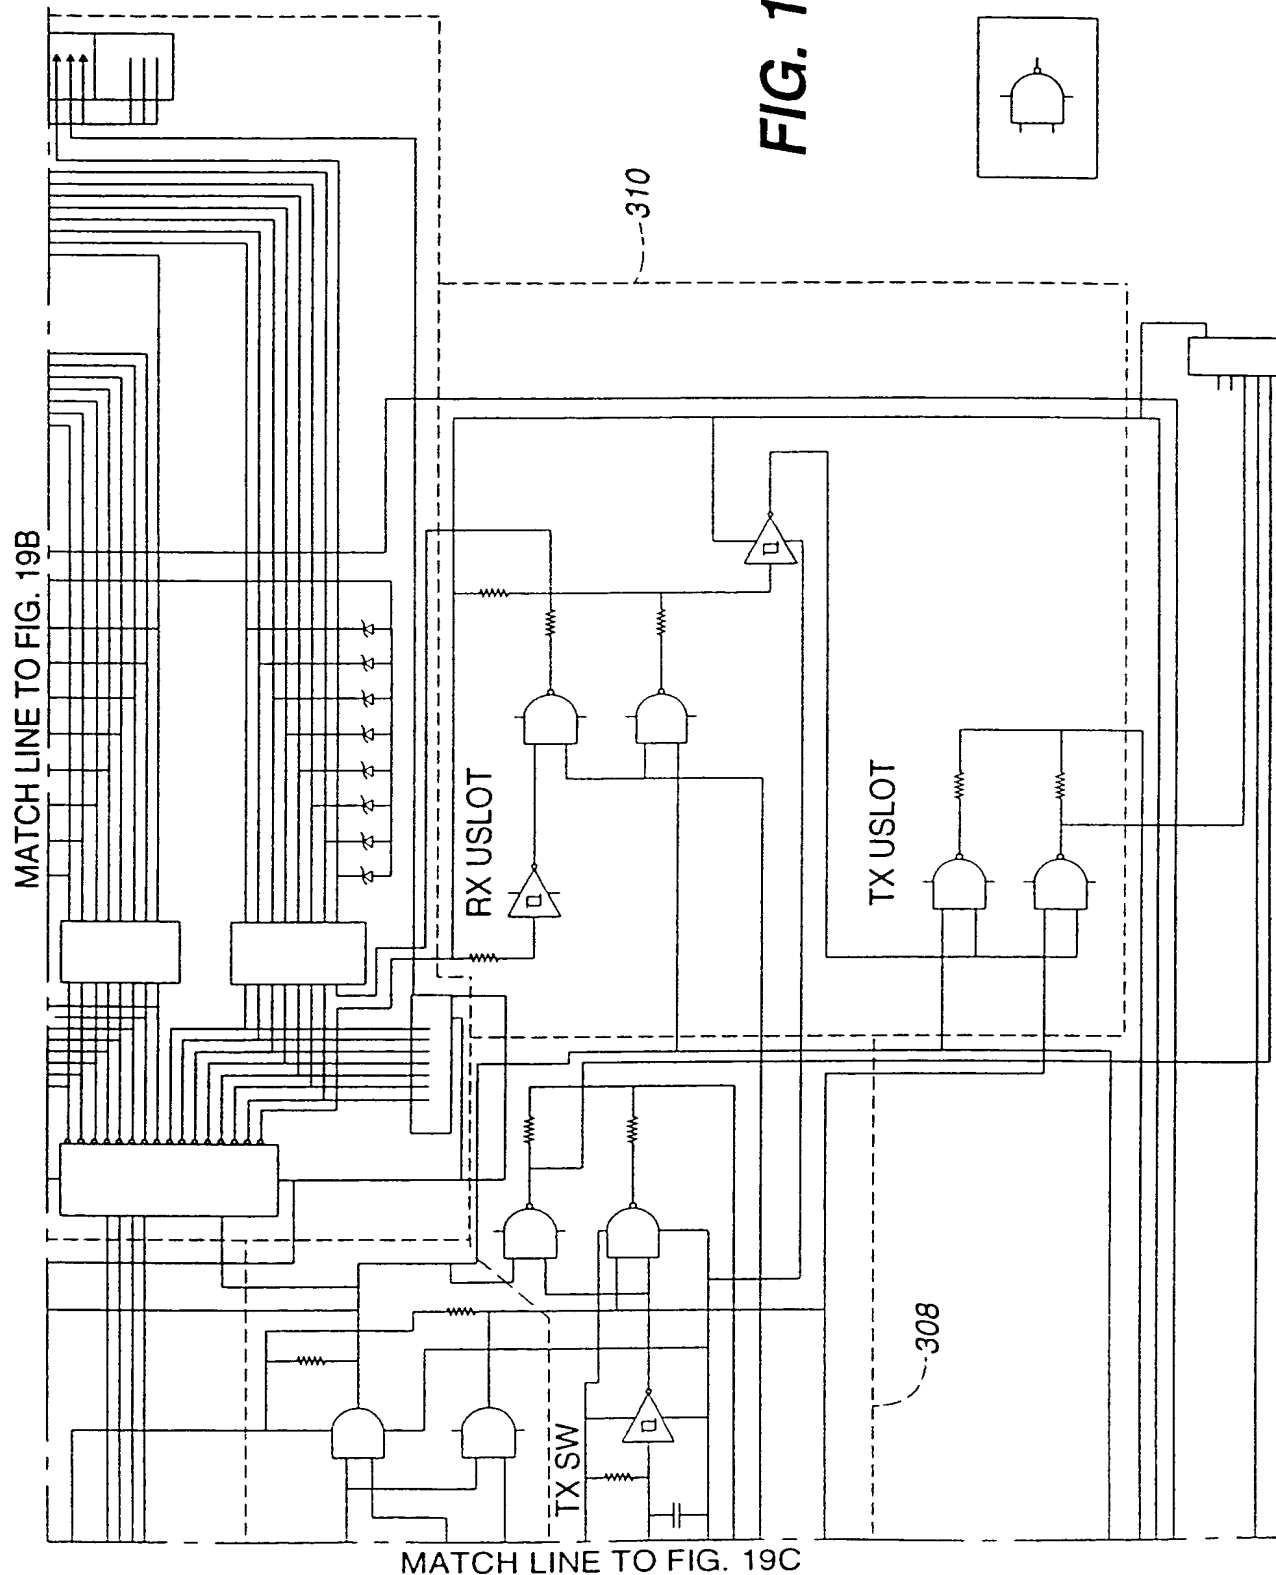 FIG. 1
310
MATCH LINE TO FIG. 19B
RX USLOT
TX USLOT
TX SW
308
MATCH LINE TO FIG. 19C